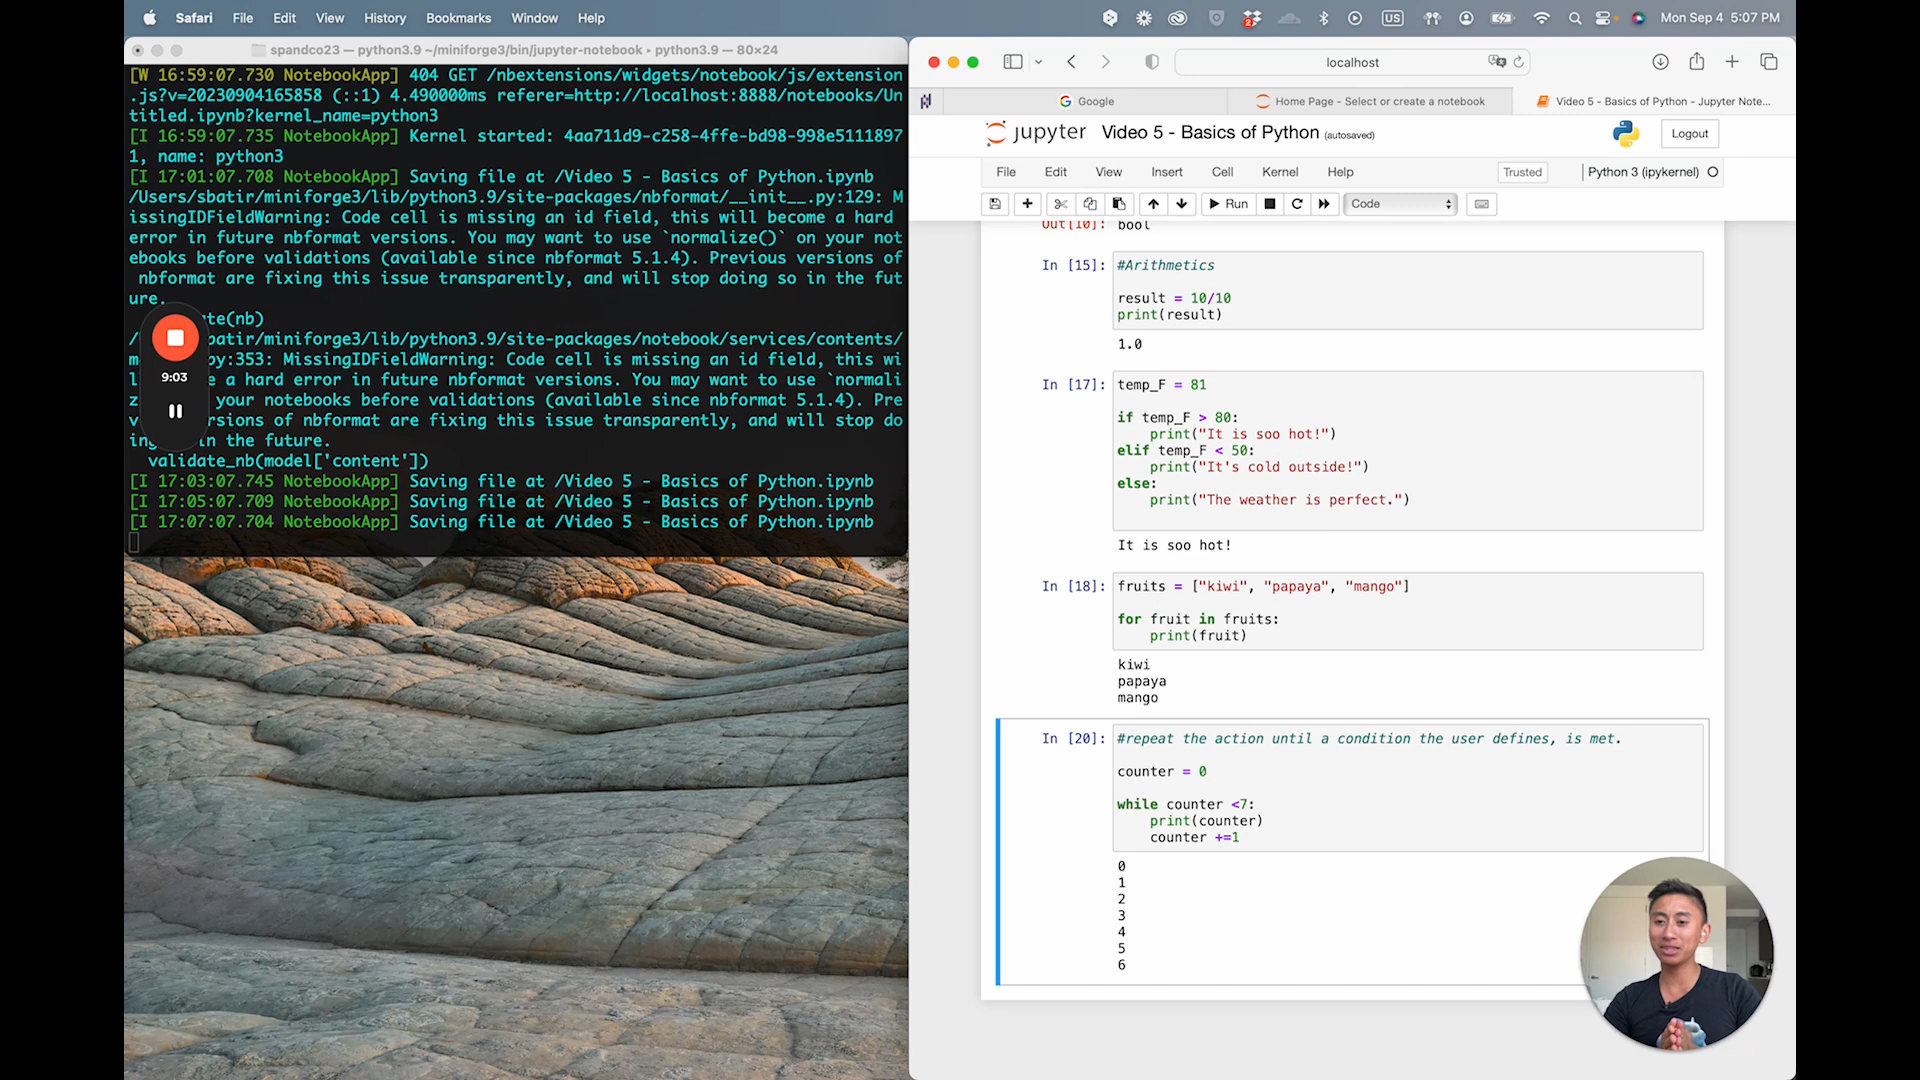 Safari File Edit View History Bookmarks Window Help
2
US
Mon Sep 4 5:07 PM
spandco23 — python3.9 ~/miniforge3/bin/jupyter-notebook ▸ python3.9 — 80×24
[W 16:59:07.730 NotebookApp] 404 GET /nbextensions/widgets/notebook/js/extension
.js?v=20230904165858 (::1) 4.490000ms referer=http://localhost:8888/notebooks/Un
titled.ipynb?kernel_name=python3
[I 16:59:07.735 NotebookApp] Kernel started: 4aa711d9-c258-4ffe-bd98-998e5111897
1, name: python3
[I 17:01:07.708 NotebookApp] Saving file at /Video 5 - Basics of Python.ipynb
/Users/sbatir/miniforge3/lib/python3.9/site-packages/nbformat/__init__.py:129: M
issingIDFieldWarning: Code cell is missing an id field, this will become a hard
error in future nbformat versions. You may want to use `normalize()` on your not
ebooks before validations (available since nbformat 5.1.4). Previous versions of
nbformat are fixing this issue transparently, and will stop doing so in the fut
ure.
te(nb)
/ batir/miniforge3/lib/python3.9/site-packages/notebook/services/contents/
m py:353: MissingIDFieldWarning: Code cell is missing an id field, this wi
l e a hard error in future nbformat versions. You may want to use `normali
z your notebooks before validations (available since nbformat 5.1.4). Pre
v rsions of nbformat are fixing this issue transparently, and will stop do
ing in the future.
validate_nb(model['content'])
[I 17:03:07.745 NotebookApp] Saving file at /Video 5 - Basics of Python.ipynb
[I 17:05:07.709 NotebookApp] Saving file at /Video 5 - Basics of Python.ipynb
[I 17:07:07.704 NotebookApp] Saving file at /Video 5 - Basics of Python.ipynb
9:03
localhost
Google
Home Page - Select or create a notebook
Video 5 - Basics of Python - Jupyter Note...
jupyter Video 5 - Basics of Python (autosaved)
Logout
File Edit View Insert Cell Kernel Help
Trusted
Python 3 (ipykernel)
Run
Code
Out[10]: bool
In [15]: #Arithmetics
result = 10/10
print(result)
1.0
In [17]: temp_F = 81
if temp_F > 80:
print("It is soo hot!")
elif temp_F < 50:
print("It's cold outside!")
else:
print("The weather is perfect.")
It is soo hot!
In [18]: fruits = ["kiwi", "papaya", "mango"]
for fruit in fruits:
print(fruit)
kiwi
papaya
mango
In [20]: #repeat the action until a condition the user defines, is met.
counter = 0
while counter <7:
print(counter)
counter +=1
0
1
2
3
4
5
6